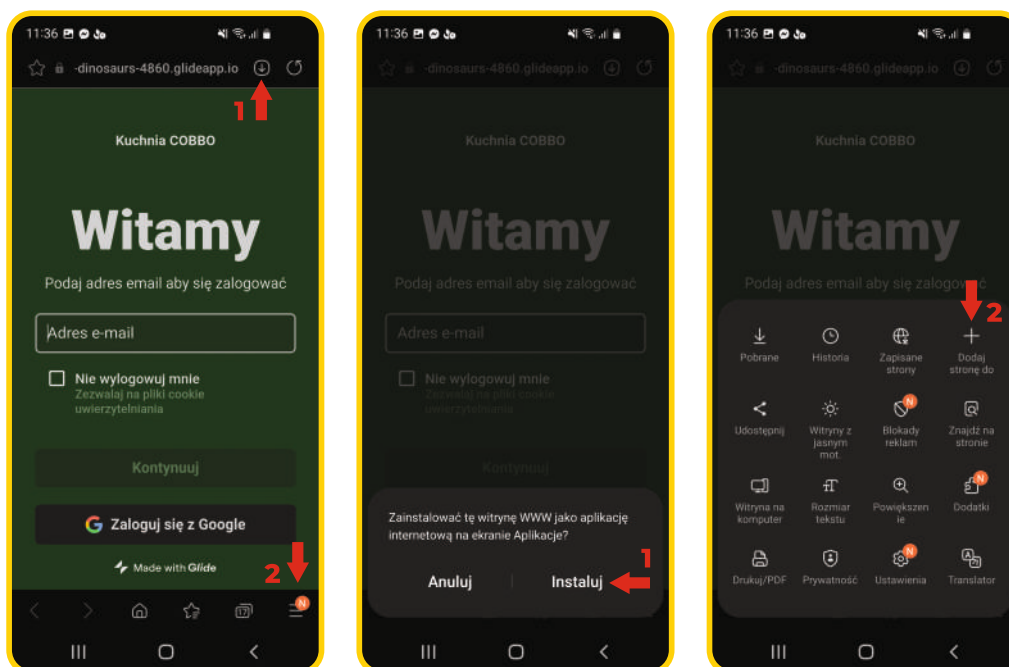 11:36
-dinosaurs-4860.glideapp.io
1
Kuchnia COBBO
Witamy
Podaj adres email aby się zalogować
Adres e-mail
Nie wylogowuj mnie
Zezwalaj na pliki cookie
uwierzytelniania
Kontynuuj
Zaloguj się z Google
Made with Glide
2
N
17
11:36
-dinosaurs-4860.glideapp.io
Kuchnia COBBO
Witamy
Podaj adres email aby się zalogować
Adres e-mail
Nie wylogowuj mnie
Zezwalaj na pliki cookie
uwierzytelniania
Kontynuuj
Zainstalować tę witrynę WWW jako aplikację
internetową na ekranie Aplikacje?
1
Anuluj
Instaluj
11:36
-dinosaurs-4860.glideapp.io
Kuchnia COBBO
Witamy
Podaj adres email aby się zalogować
2
Pobrane
Historia
Zapisane
strony
Dodaj
stronę do
Udostępnij
Witryny z
jasnym
mot.
N
Blokady
reklam
Znajdź na
stronie
Witryna na
komputer
Rozmiar
tekstu
Powiększen
ie
N
Dodatki
Drukuj/PDF
Prywatność
N
Ustawienia
Translator